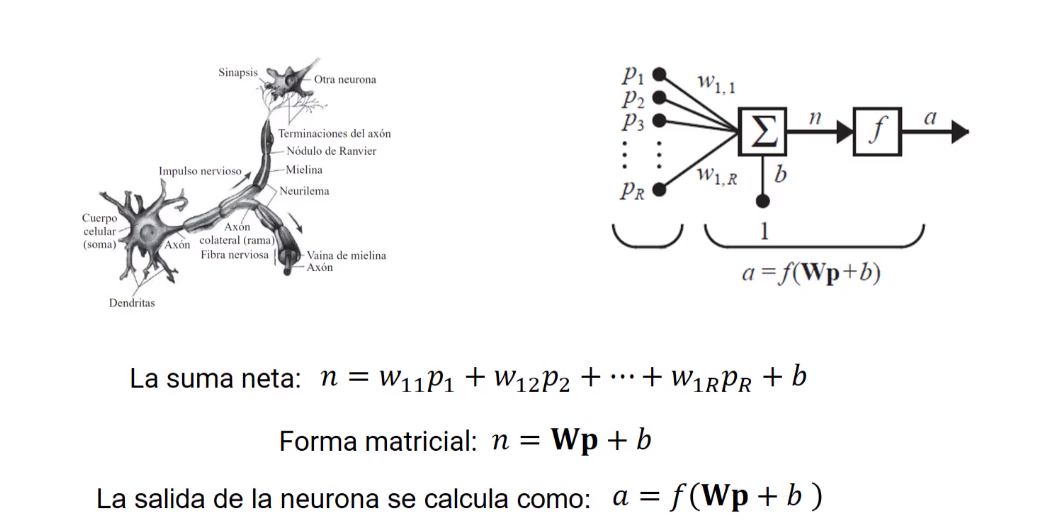 Sinapsis
Otra neurona
Terminaciones del axón
Nódulo de Ranvier
Impulso nervioso
Mielina
Neurilema
Cuerpo
celular
(soma)
Axón
Axón
colateral (rama)
Fibra nerviosa
Vaina de mielina
Axón
Dendritas
p₁
p₂
p₃
p_R
w₁,₁
w₁,R
Σ
n
f
a
b
1
a = f(Wp+b)
La suma neta: n = w₁₁p₁ + w₁₂p₂ + ⋯ + w₁RpR + b
Forma matricial: n = Wp + b
La salida de la neurona se calcula como: a = f(Wp + b )